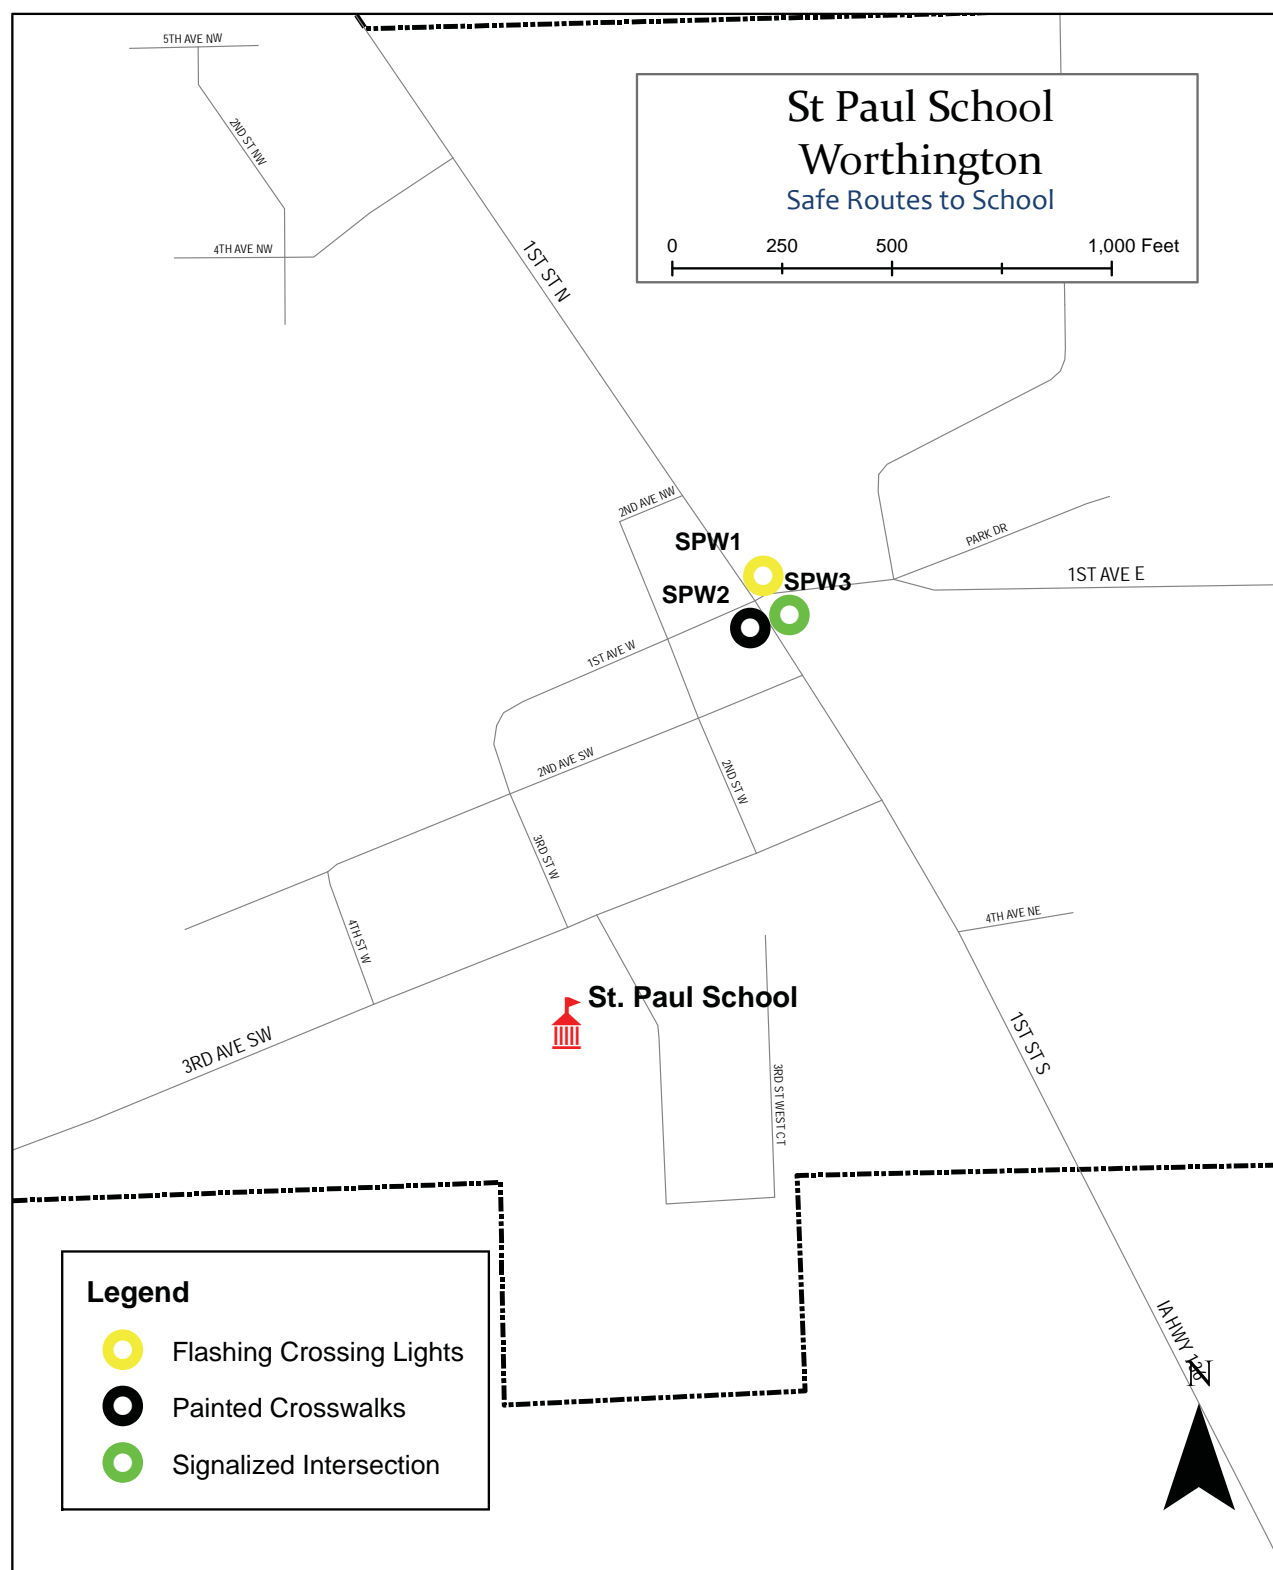 5TH AVE NW
2ND ST NW
4TH AVE NW
St Paul School
Worthington
Safe Routes to School
0 250 500 1,000 Feet
1ST ST N
2ND AVE NW
PARK DR
SPW1
SPW3
1ST AVE E
SPW2
1ST AVE W
2ND AVE SW
2ND ST W
3RD ST W
4TH ST W
4TH AVE NE
St. Paul School
3RD AVE SW
1ST ST S
3RD ST WEST CT
IA HWY 136
N
Legend
Flashing Crossing Lights
Painted Crosswalks
Signalized Intersection